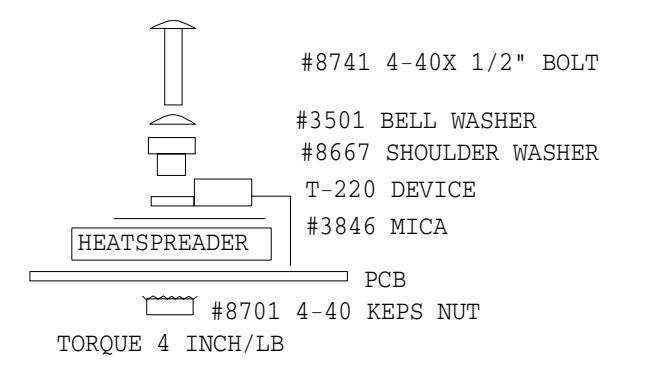 #8741 4-40X 1/2" BOLT
#3501 BELL WASHER
#8667 SHOULDER WASHER
T-220 DEVICE
#3846 MICA
HEATSPREADER
PCB
#8701 4-40 KEPS NUT
TORQUE 4 INCH/LB